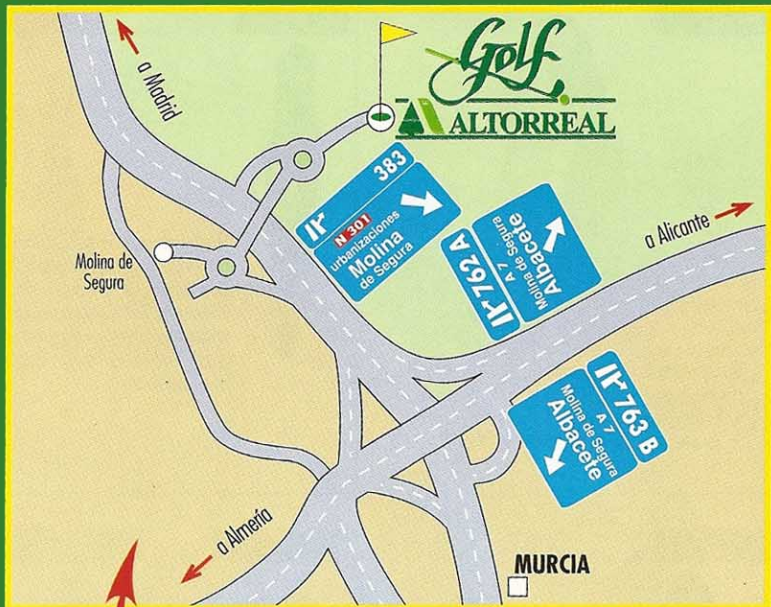 a Madrid
Golf
ALTORREAL
383
N 301
urbanizaciones
Molina
de Segura
762 A
A 7
Molina de Segura
Albacete
a Alicante
Molina de
Segura
763 B
A 7
Molina de Segura
Albacete
a Almería
MURCIA